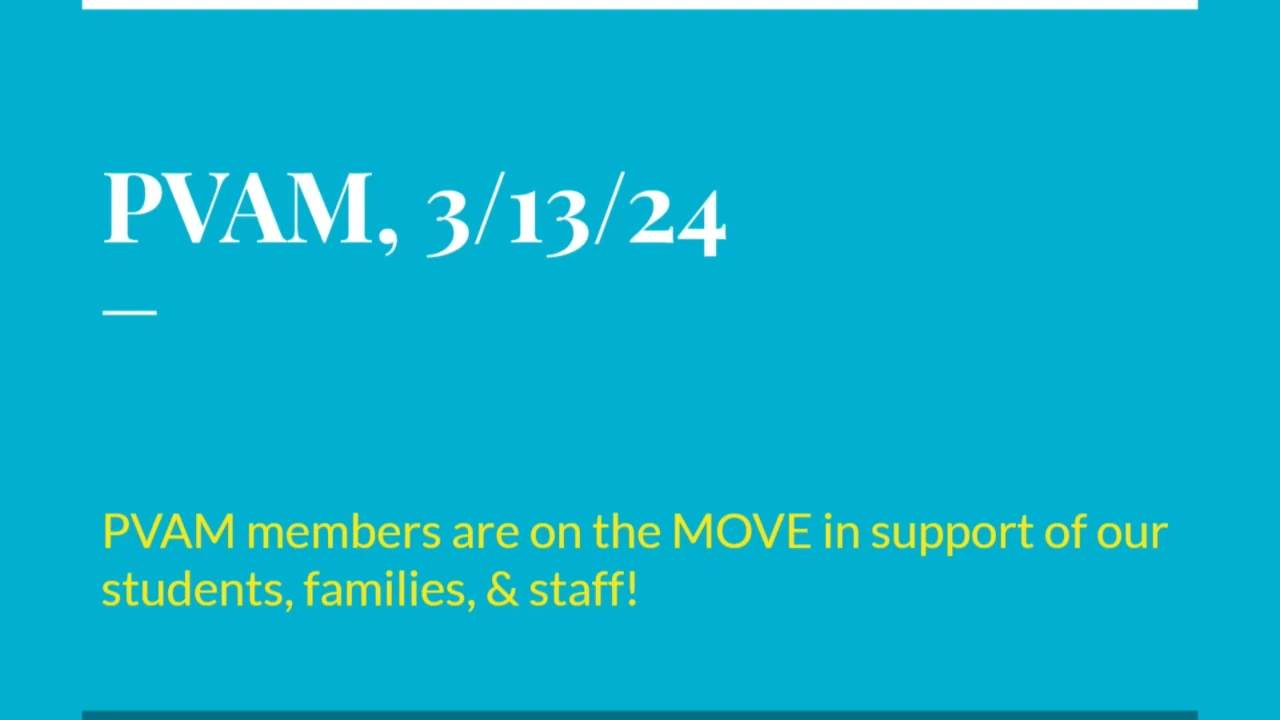 PVAM, 3/13/24
PVAM members are on the MOVE in support of our
students, families, & staff!